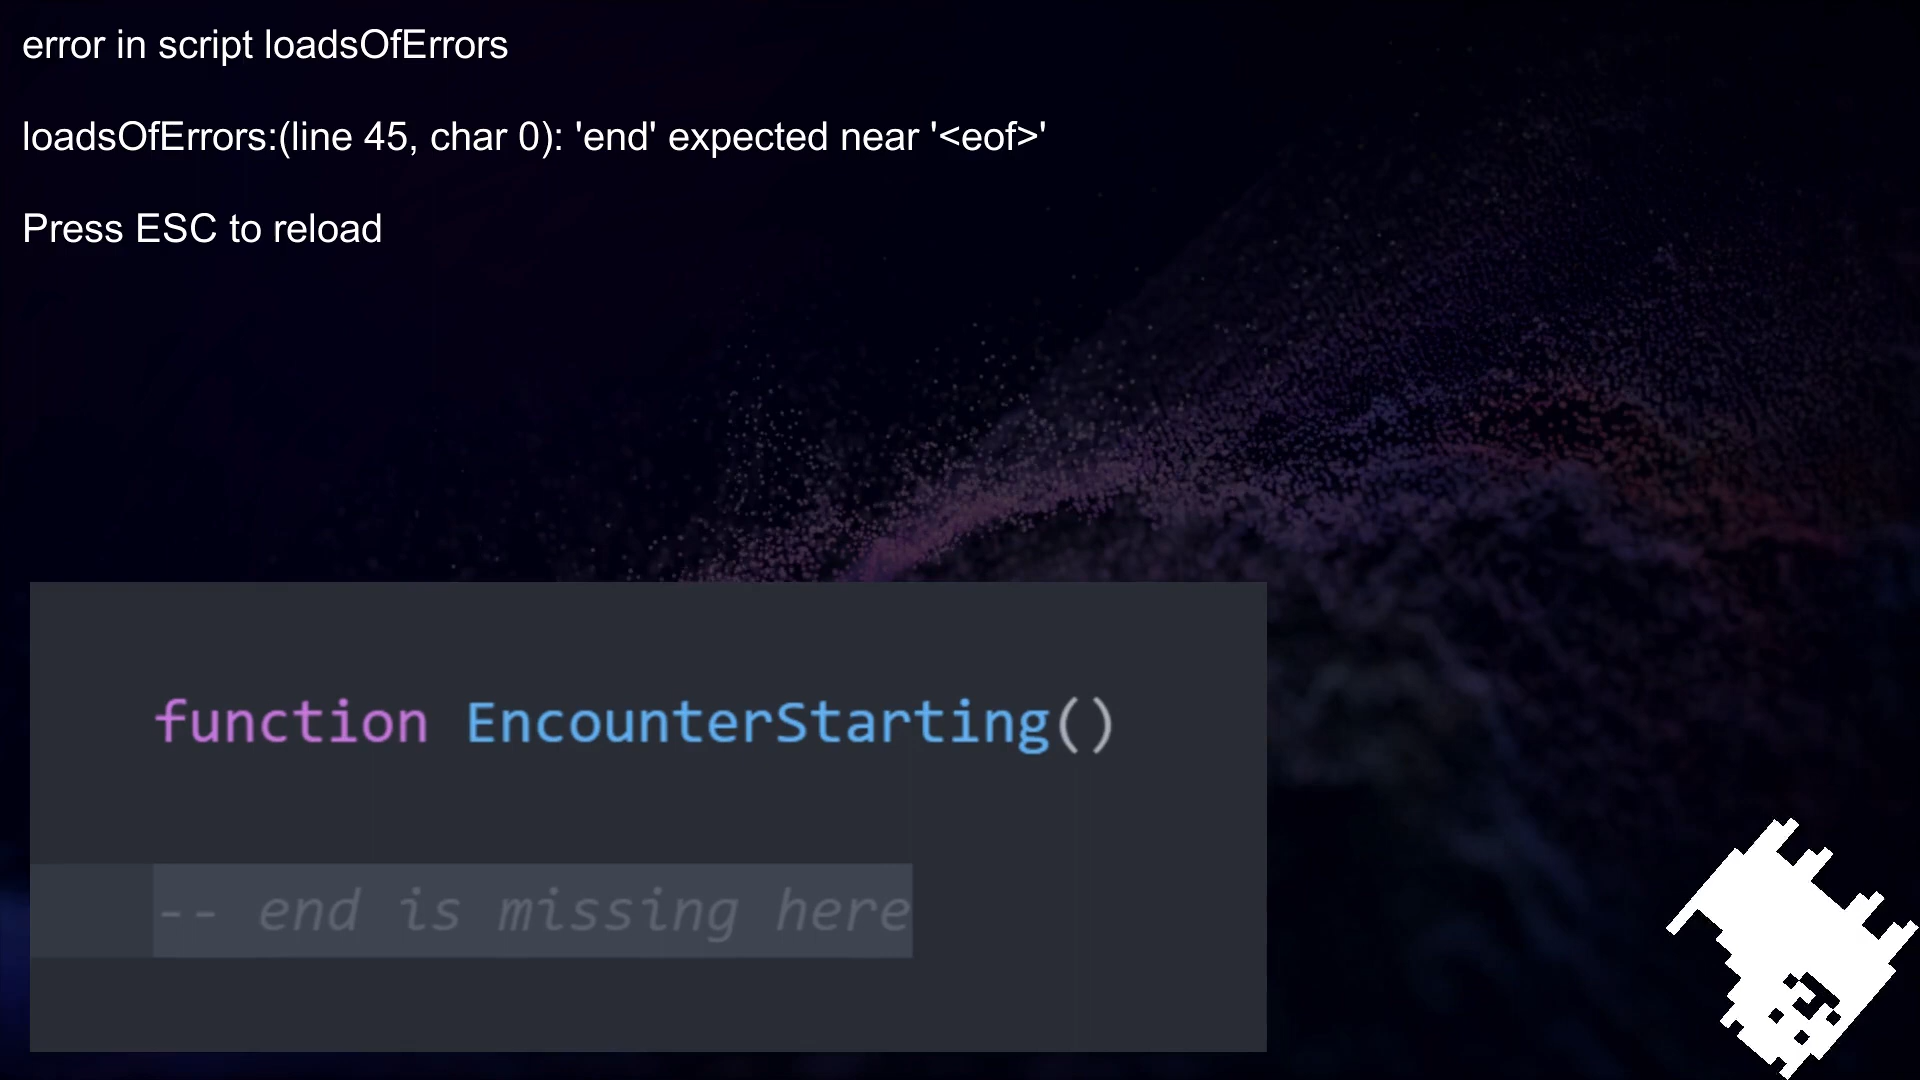 error in script loadsOfErrors
loadsOfErrors:(line 45, char 0): 'end' expected near '<eof>'
Press ESC to reload
function EncounterStarting()
-- end is missing here